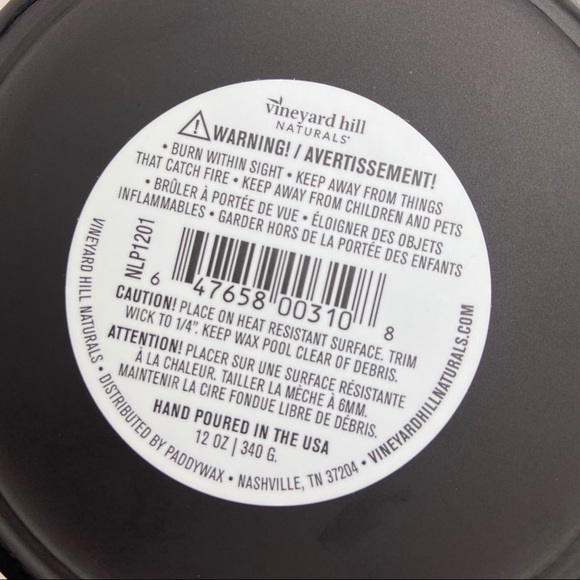 vineyard hill
NATURALS®
WARNING! / AVERTISSEMENT!
• BURN WITHIN SIGHT • KEEP AWAY FROM THINGS
THAT CATCH FIRE • KEEP AWAY FROM CHILDREN AND PETS
• BRÛLER À PORTÉE DE VUE • ÉLOIGNER DES OBJETS
INFLAMMABLES • GARDER HORS DE LA PORTÉE DES ENFANTS
NLP1201
6 47658 00310 8
CAUTION! PLACE ON HEAT RESISTANT SURFACE. TRIM
WICK TO 1/4". KEEP WAX POOL CLEAR OF DEBRIS.
ATTENTION! PLACER SUR UNE SURFACE RÉSISTANTE
À LA CHALEUR. TAILLER LA MÈCHE À 6MM.
MAINTENIR LA CIRE FONDUE LIBRE DE DÉBRIS.
HAND POURED IN THE USA
12 OZ | 340 G.
VINEYARD HILL NATURALS • DISTRIBUTED BY PADDYWAX • NASHVILLE, TN 37204 • VINEYARDHILLNATURALS.COM